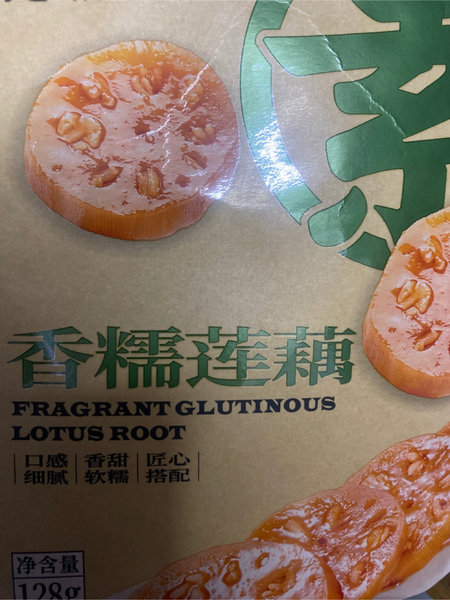 香糯莲藕
FRAGRANT GLUTINOUS
LOTUS ROOT
口感 香甜 匠心
细腻 软糯 搭配
净含量
128g